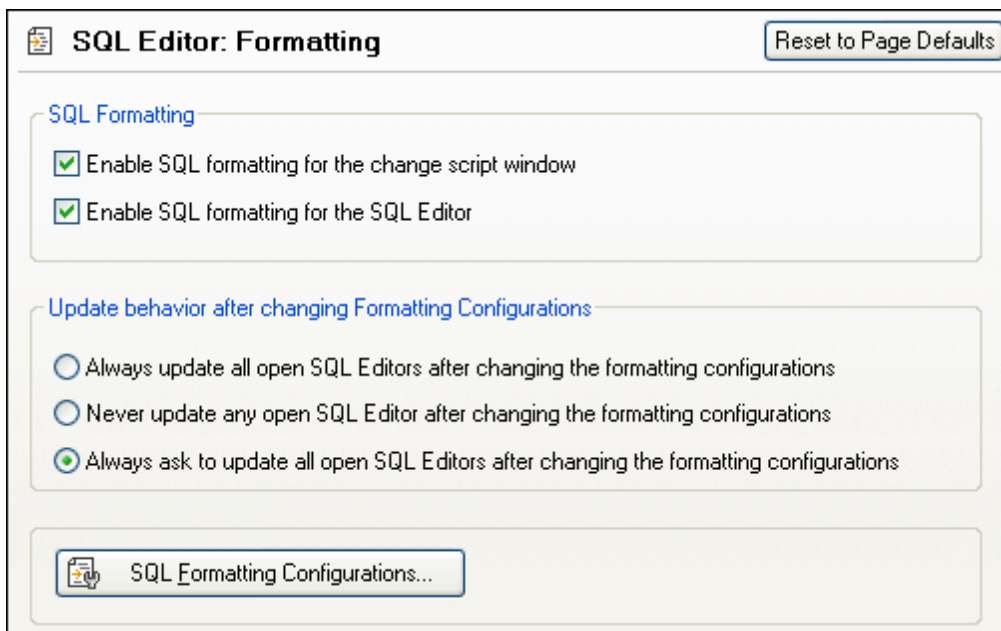 SQL Editor: Formatting
Reset to Page Defaults
SQL Formatting
Enable SQL formatting for the change script window
Enable SQL formatting for the SQL Editor
Update behavior after changing Formatting Configurations
Always update all open SQL Editors after changing the formatting configurations
Never update any open SQL Editor after changing the formatting configurations
Always ask to update all open SQL Editors after changing the formatting configurations
SQL Formatting Configurations...